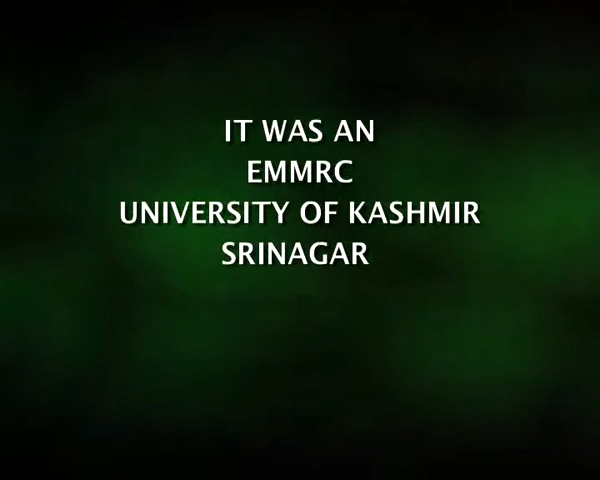 IT WAS AN
EMMRC
UNIVERSITY OF KASHMIR
SRINAGAR